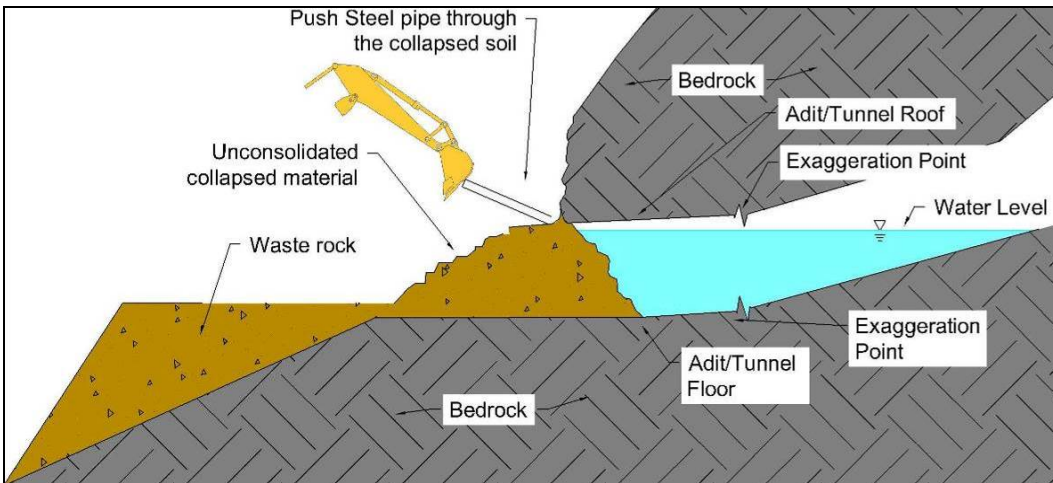 Push Steel pipe through
the collapsed soil
Bedrock
Adit/Tunnel Roof
Unconsolidated
collapsed material
Exaggeration Point
Water Level
Waste rock
Exaggeration
Point
Adit/Tunnel
Floor
Bedrock